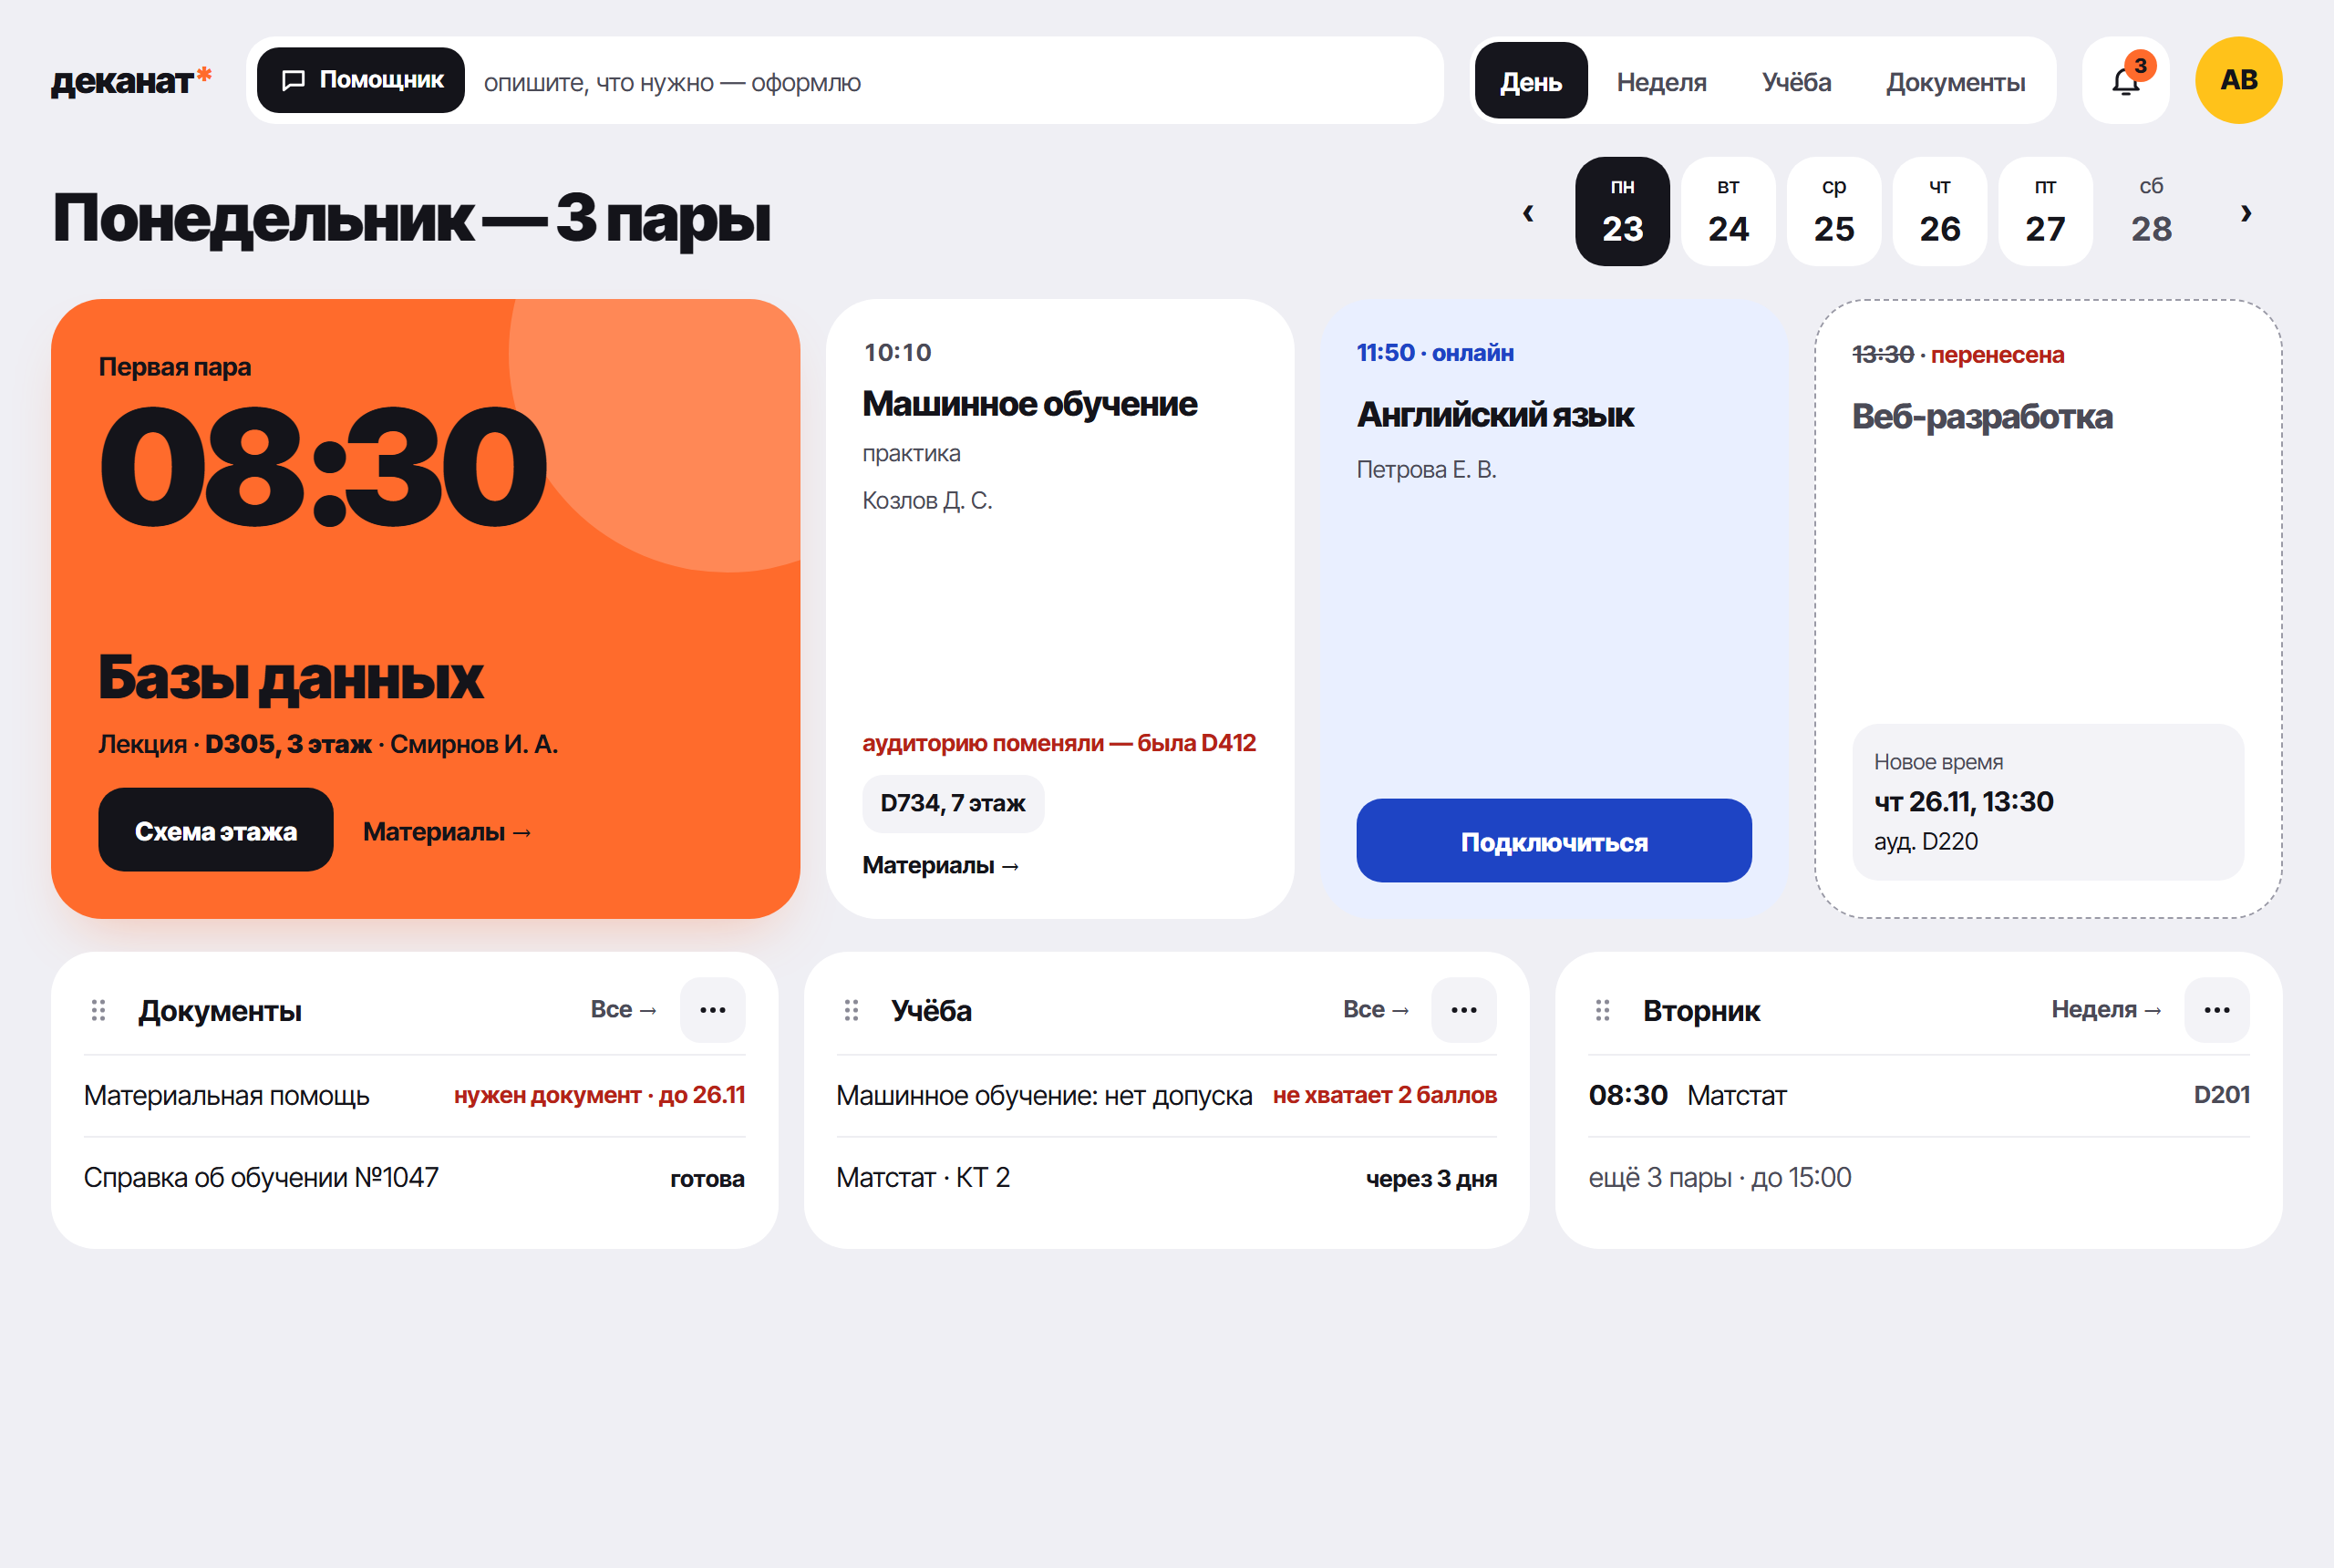 деканат*
Помощник
опишите, что нужно — оформлю
День
Неделя
Учёба
Документы
3
АВ
Понедельник — 3 пары
‹
пн
23
вт
24
ср
25
чт
26
пт
27
сб
28
›
Первая пара
08:30
Базы данных
Лекция · D305, 3 этаж · Смирнов И. А.
Схема этажа
Материалы →
10:10
Машинное обучение
практика
Козлов Д. С.
аудиторию поменяли — была D412
D734, 7 этаж
Материалы →
11:50 · онлайн
Английский язык
Петрова Е. В.
Подключиться
13:30 · перенесена
Веб-разработка
Новое время
чт 26.11, 13:30
ауд. D220
Документы
Все →
Материальная помощь
нужен документ · до 26.11
Справка об обучении №1047
готова
Учёба
Все →
Машинное обучение: нет допуска
не хватает 2 баллов
Матстат · КТ 2
через 3 дня
Вторник
Неделя →
08:30 Матстат
D201
ещё 3 пары · до 15:00